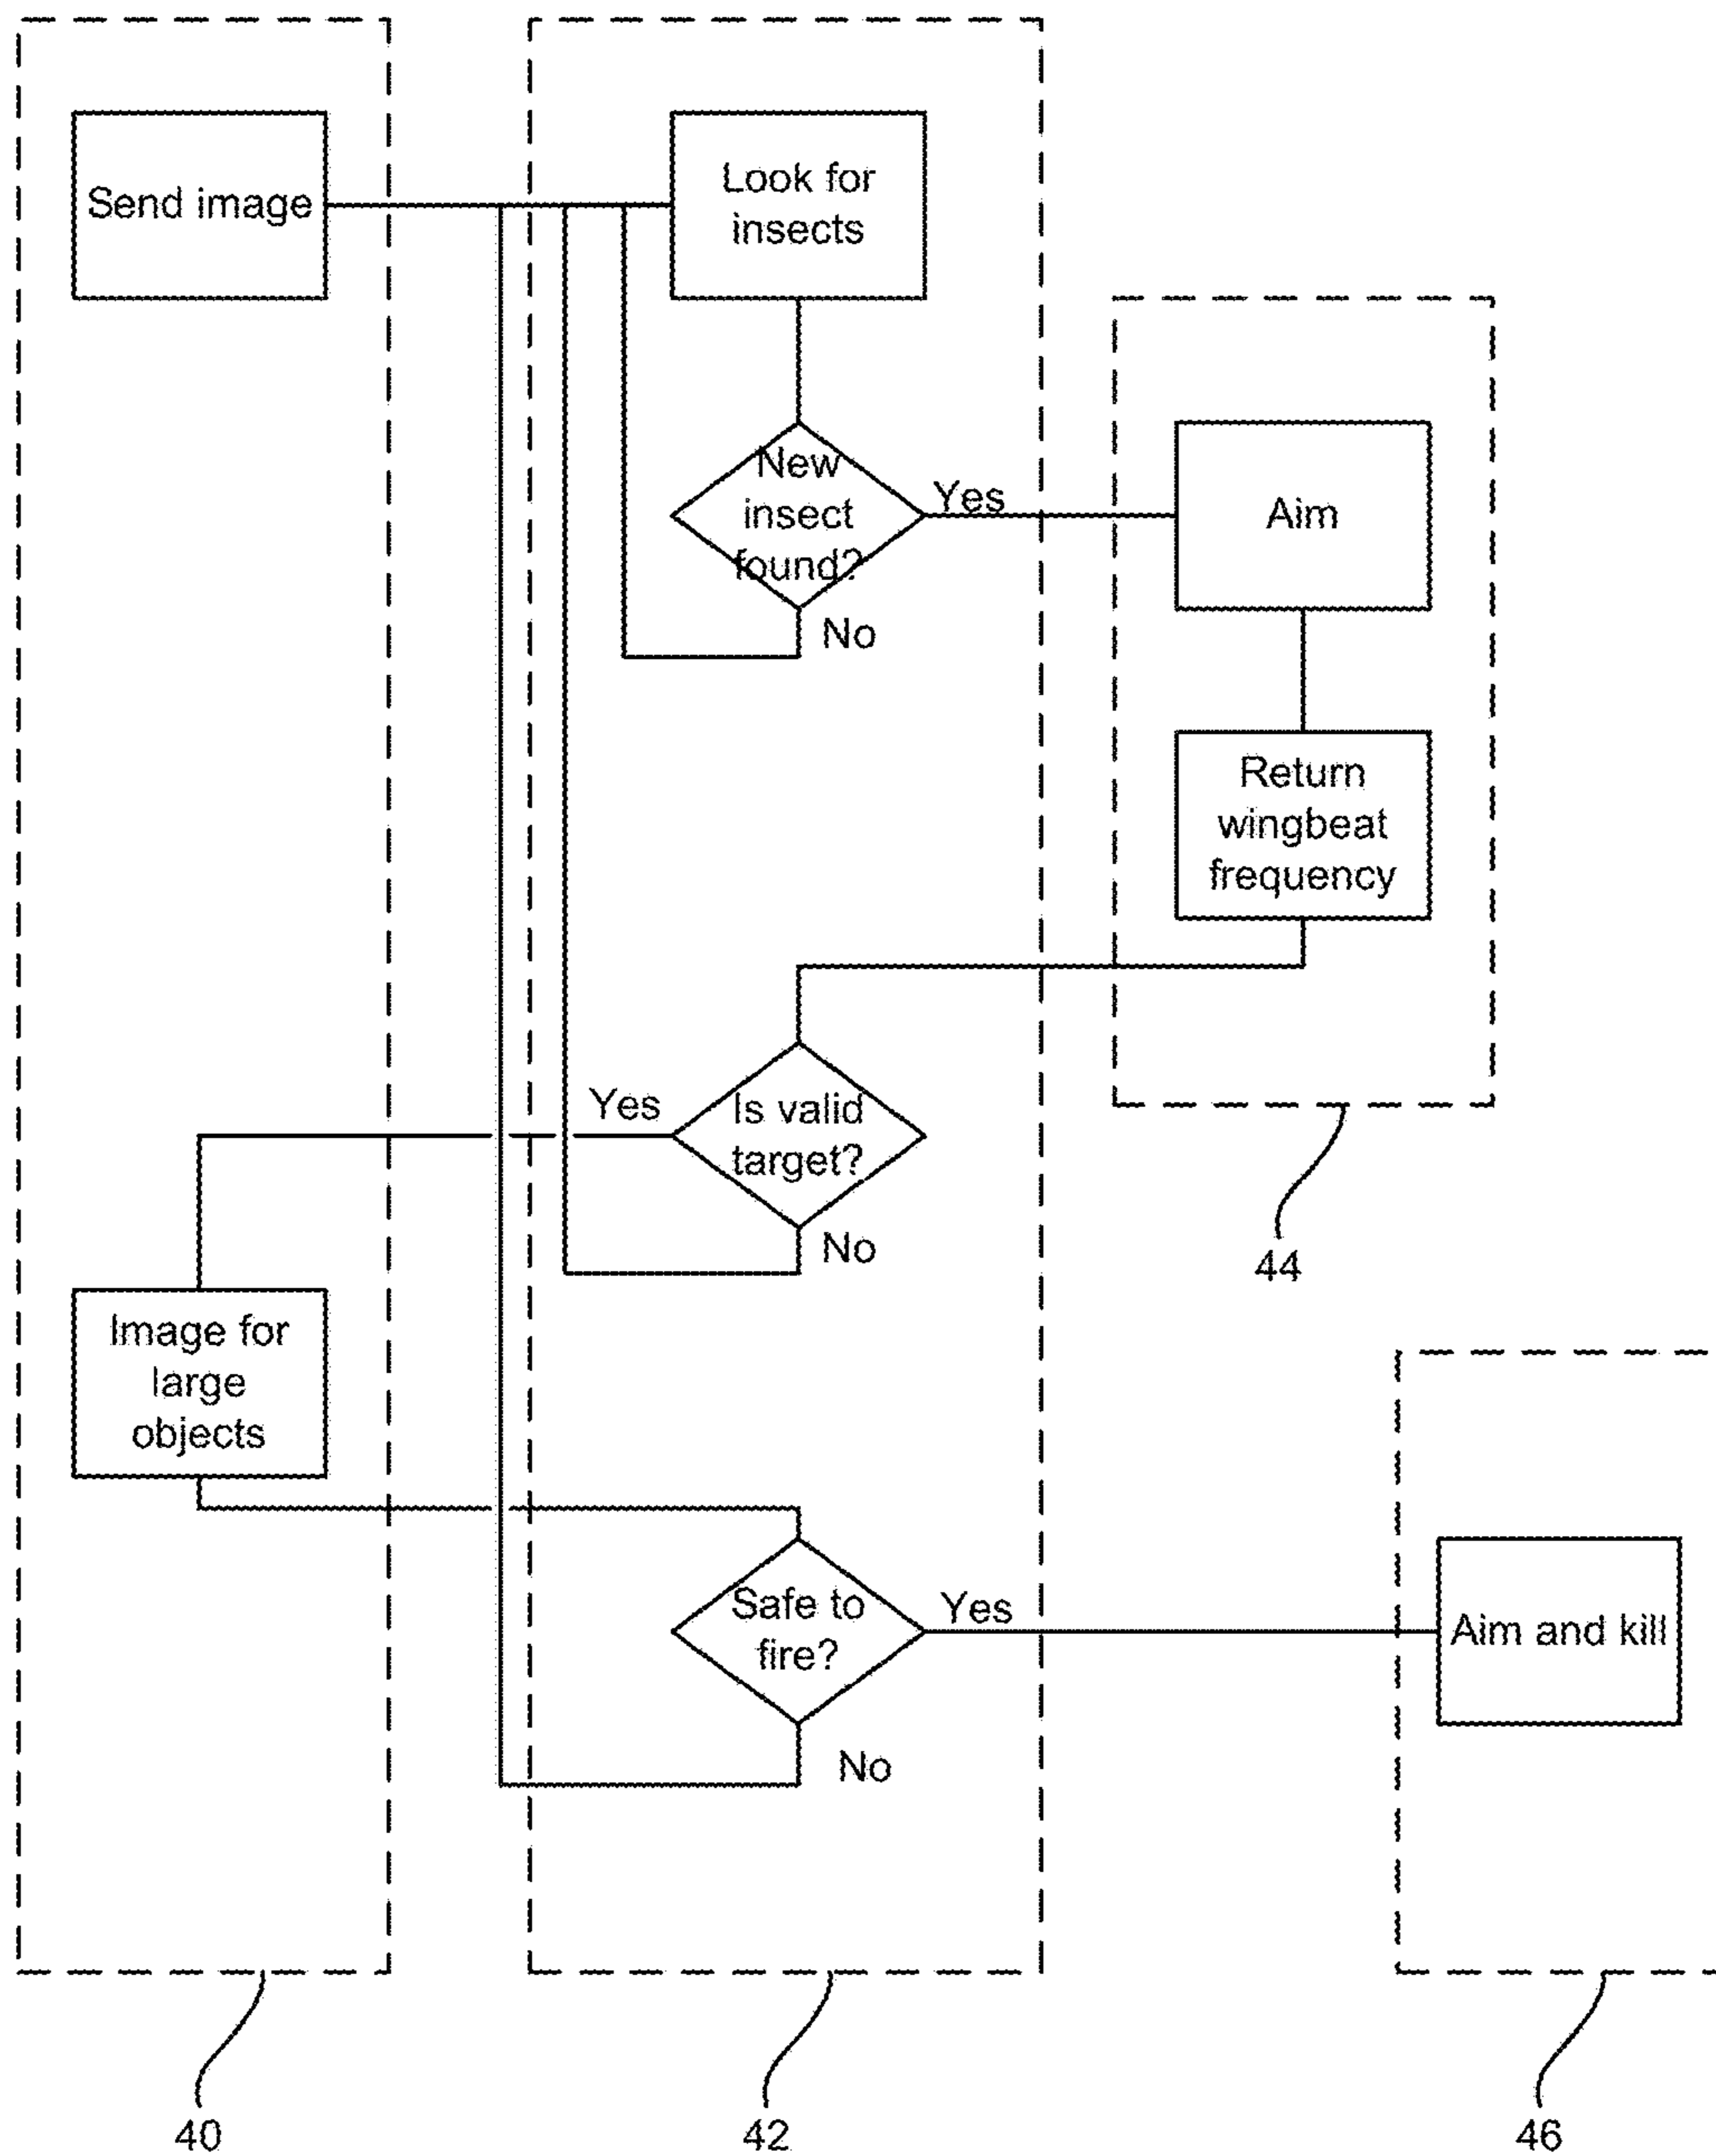 Send image
Look for
insects
New
insect
found?
Yes
No
Aim
Return
wingbeat
frequency
Is valid
target?
Yes
No
44
Image for
large
objects
Safe to
fire?
Yes
No
Aim and kill
40
42
46